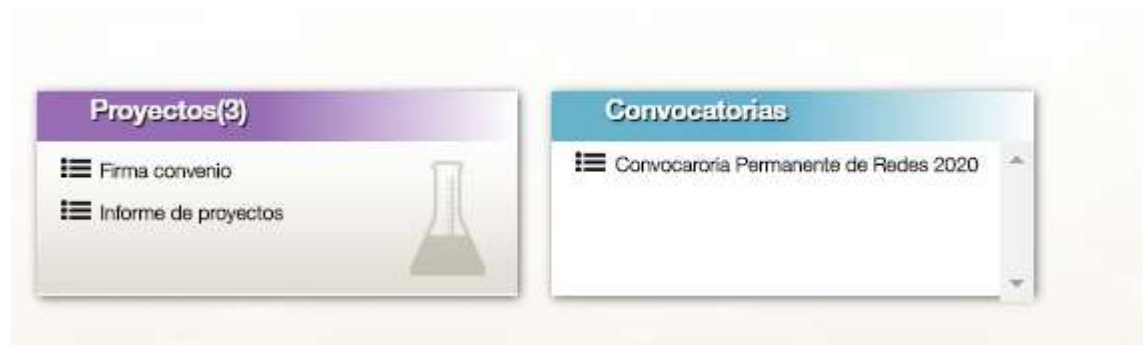 Proyectos(3)
Firma convenio
Informe de proyectos
Convocatorias
Convocaroria Permanente de Redes 2020